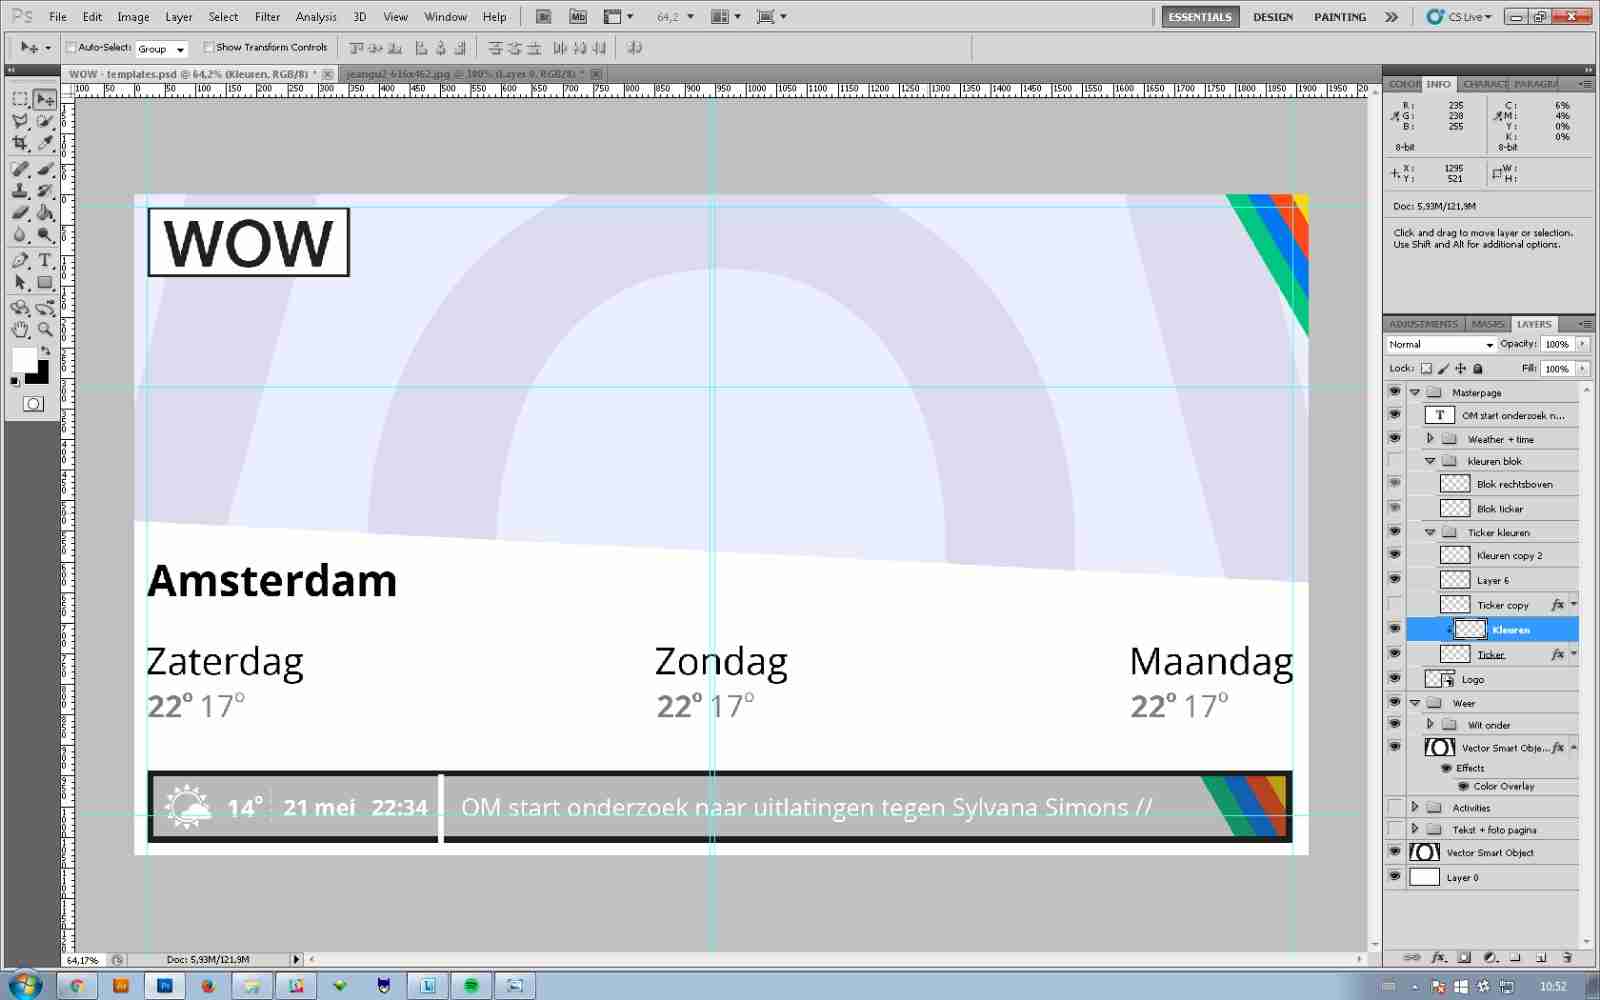 Ps File Edit Image Layer Select Filter Analysis 3D View Window Help Br Mb 64,2 ESSENTIALS DESIGN PAINTING CS Live
Auto-Select: Group Show Transform Controls
WOW - templates.psd @ 64,2% (Kleuren, RGB/8) * jeangu2-616x462.jpg @ 100% (Layer 0, RGB/8) *
100 50 0 50 100 150 200 250 300 350 400 450 500 550 600 650 700 750 800 850 900 950 1000 1050 1100 1150 1200 1250 1300 1350 1400 1450 1500 1550 1600 1650 1700 1750 1800 1850 1900 1950 20
COLOR INFO CHARACT PARAGRA
R: 235 C: 6%
G: 238 M: 4%
B: 255 Y: 0%
K: 0%
8-bit 8-bit
X: 1295 W:
Y: 521 H:
Doc: 5,93M/121,9M
Click and drag to move layer or selection.
Use Shift and Alt for additional options.
ADJUSTMENTS MASKS LAYERS
Normal Opacity: 100%
Lock: Fill: 100%
Masterpage
T OM start onderzoek n...
Weather + time
kleuren blok
Blok rechtsboven
Blok ticker
Ticker kleuren
Kleuren copy 2
Layer 6
Ticker copy fx
Kleuren
Ticker fx
Logo
Weer
Wit onder
Vector Smart Obje... fx
Effects
Color Overlay
Activities
Tekst + foto pagina
Vector Smart Object
Layer 0
WOW
Amsterdam
Zaterdag Zondag Maandag
22° 17° 22° 17° 22° 17°
14° 21 mei 22:34 OM start onderzoek naar uitlatingen tegen Sylvana Simons //
64,17% Doc: 5,93M/121,9M
Ai Ps 10:52